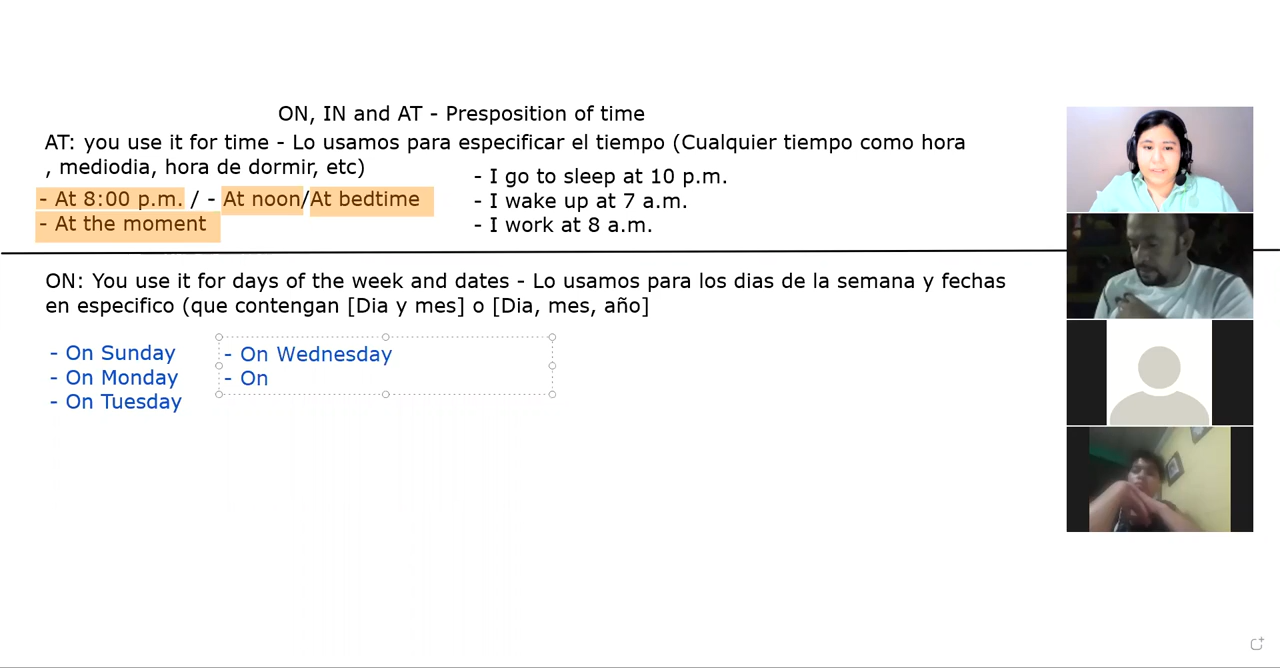 ON, IN and AT - Presposition of time
AT: you use it for time - Lo usamos para especificar el tiempo (Cualquier tiempo como hora
, mediodia, hora de dormir, etc)
- At 8:00 p.m. / - At noon/At bedtime
- At the moment
- I go to sleep at 10 p.m.
- I wake up at 7 a.m.
- I work at 8 a.m.
ON: You use it for days of the week and dates - Lo usamos para los dias de la semana y fechas
en especifico (que contengan [Dia y mes] o [Dia, mes, año]
- On Sunday
- On Monday
- On Tuesday
- On Wednesday
- On